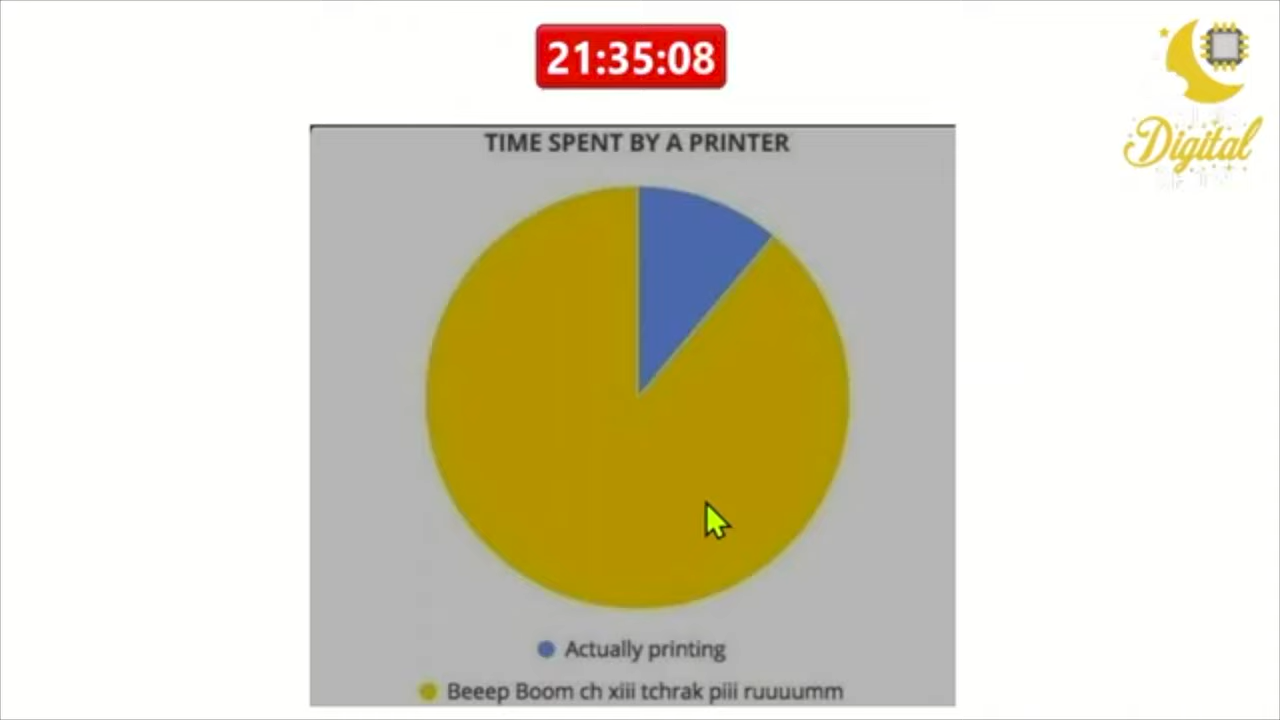 21:35:08
Digital
TIME SPENT BY A PRINTER
Actually printing
Beeep Boom ch xiii tchrak piii ruuuumm